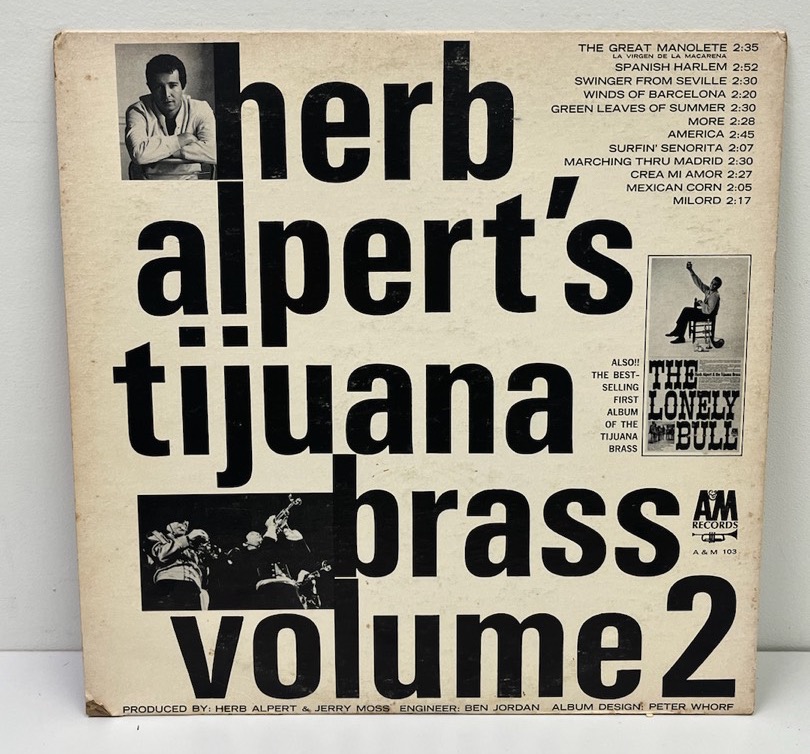 THE GREAT MANOLETE 2:35
LA VIRGEN DE LA MACARENA
SPANISH HARLEM 2:52
SWINGER FROM SEVILLE 2:30
WINDS OF BARCELONA 2:20
GREEN LEAVES OF SUMMER 2:30
MORE 2:28
AMERICA 2:45
SURFIN' SENORITA 2:07
MARCHING THRU MADRID 2:30
CREA MI AMOR 2:27
MEXICAN CORN 2:05
MILORD 2:17
herb
alpert's
tijuana
brass
volume 2
ALSO!!
THE BEST-
SELLING
FIRST
ALBUM
OF THE
TIJUANA
BRASS
THE
LONELY
BULL
A&M
RECORDS
A & M 103
PRODUCED BY: HERB ALPERT & JERRY MOSS ENGINEER: BEN JORDAN ALBUM DESIGN: PETER WHORF